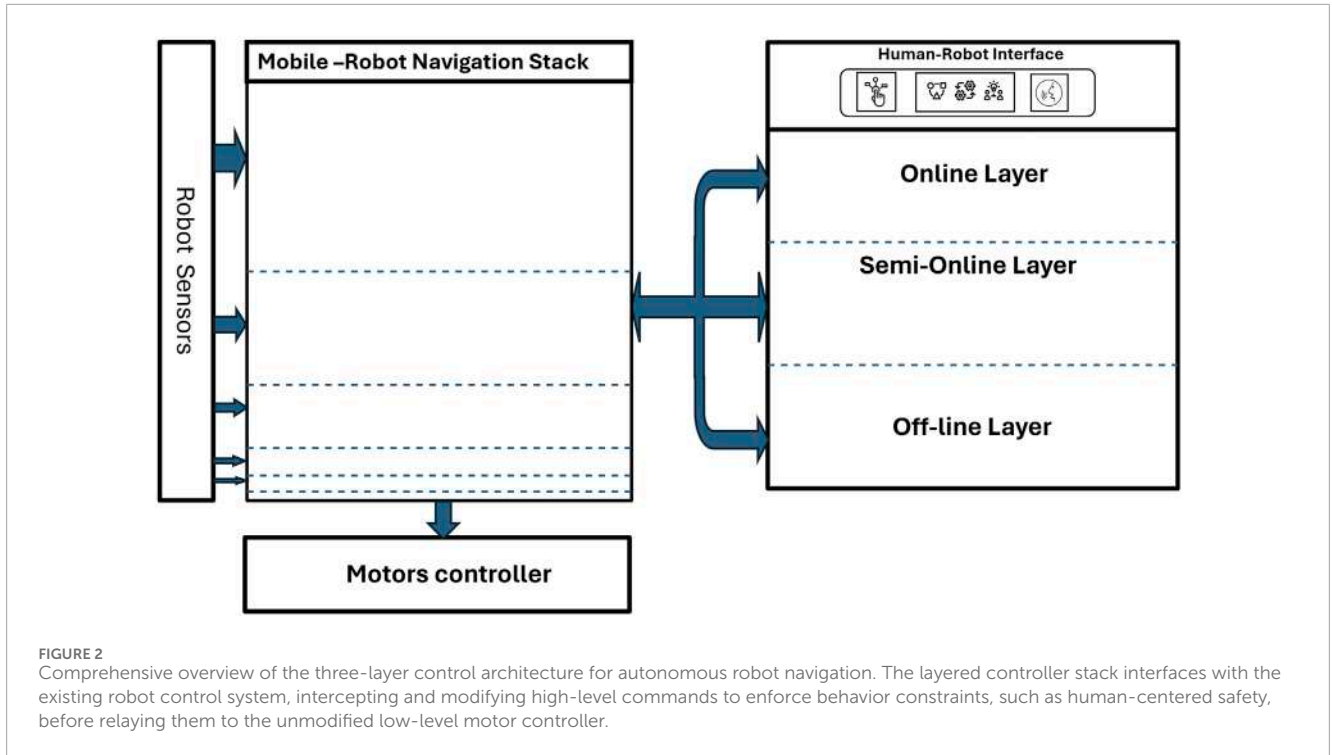 Robot Sensors
Mobile –Robot Navigation Stack
Human-Robot Interface
Online Layer
Semi-Online Layer
Off-line Layer
Motors controller
FIGURE 2
Comprehensive overview of the three-layer control architecture for autonomous robot navigation. The layered controller stack interfaces with the
existing robot control system, intercepting and modifying high-level commands to enforce behavior constraints, such as human-centered safety,
before relaying them to the unmodified low-level motor controller.